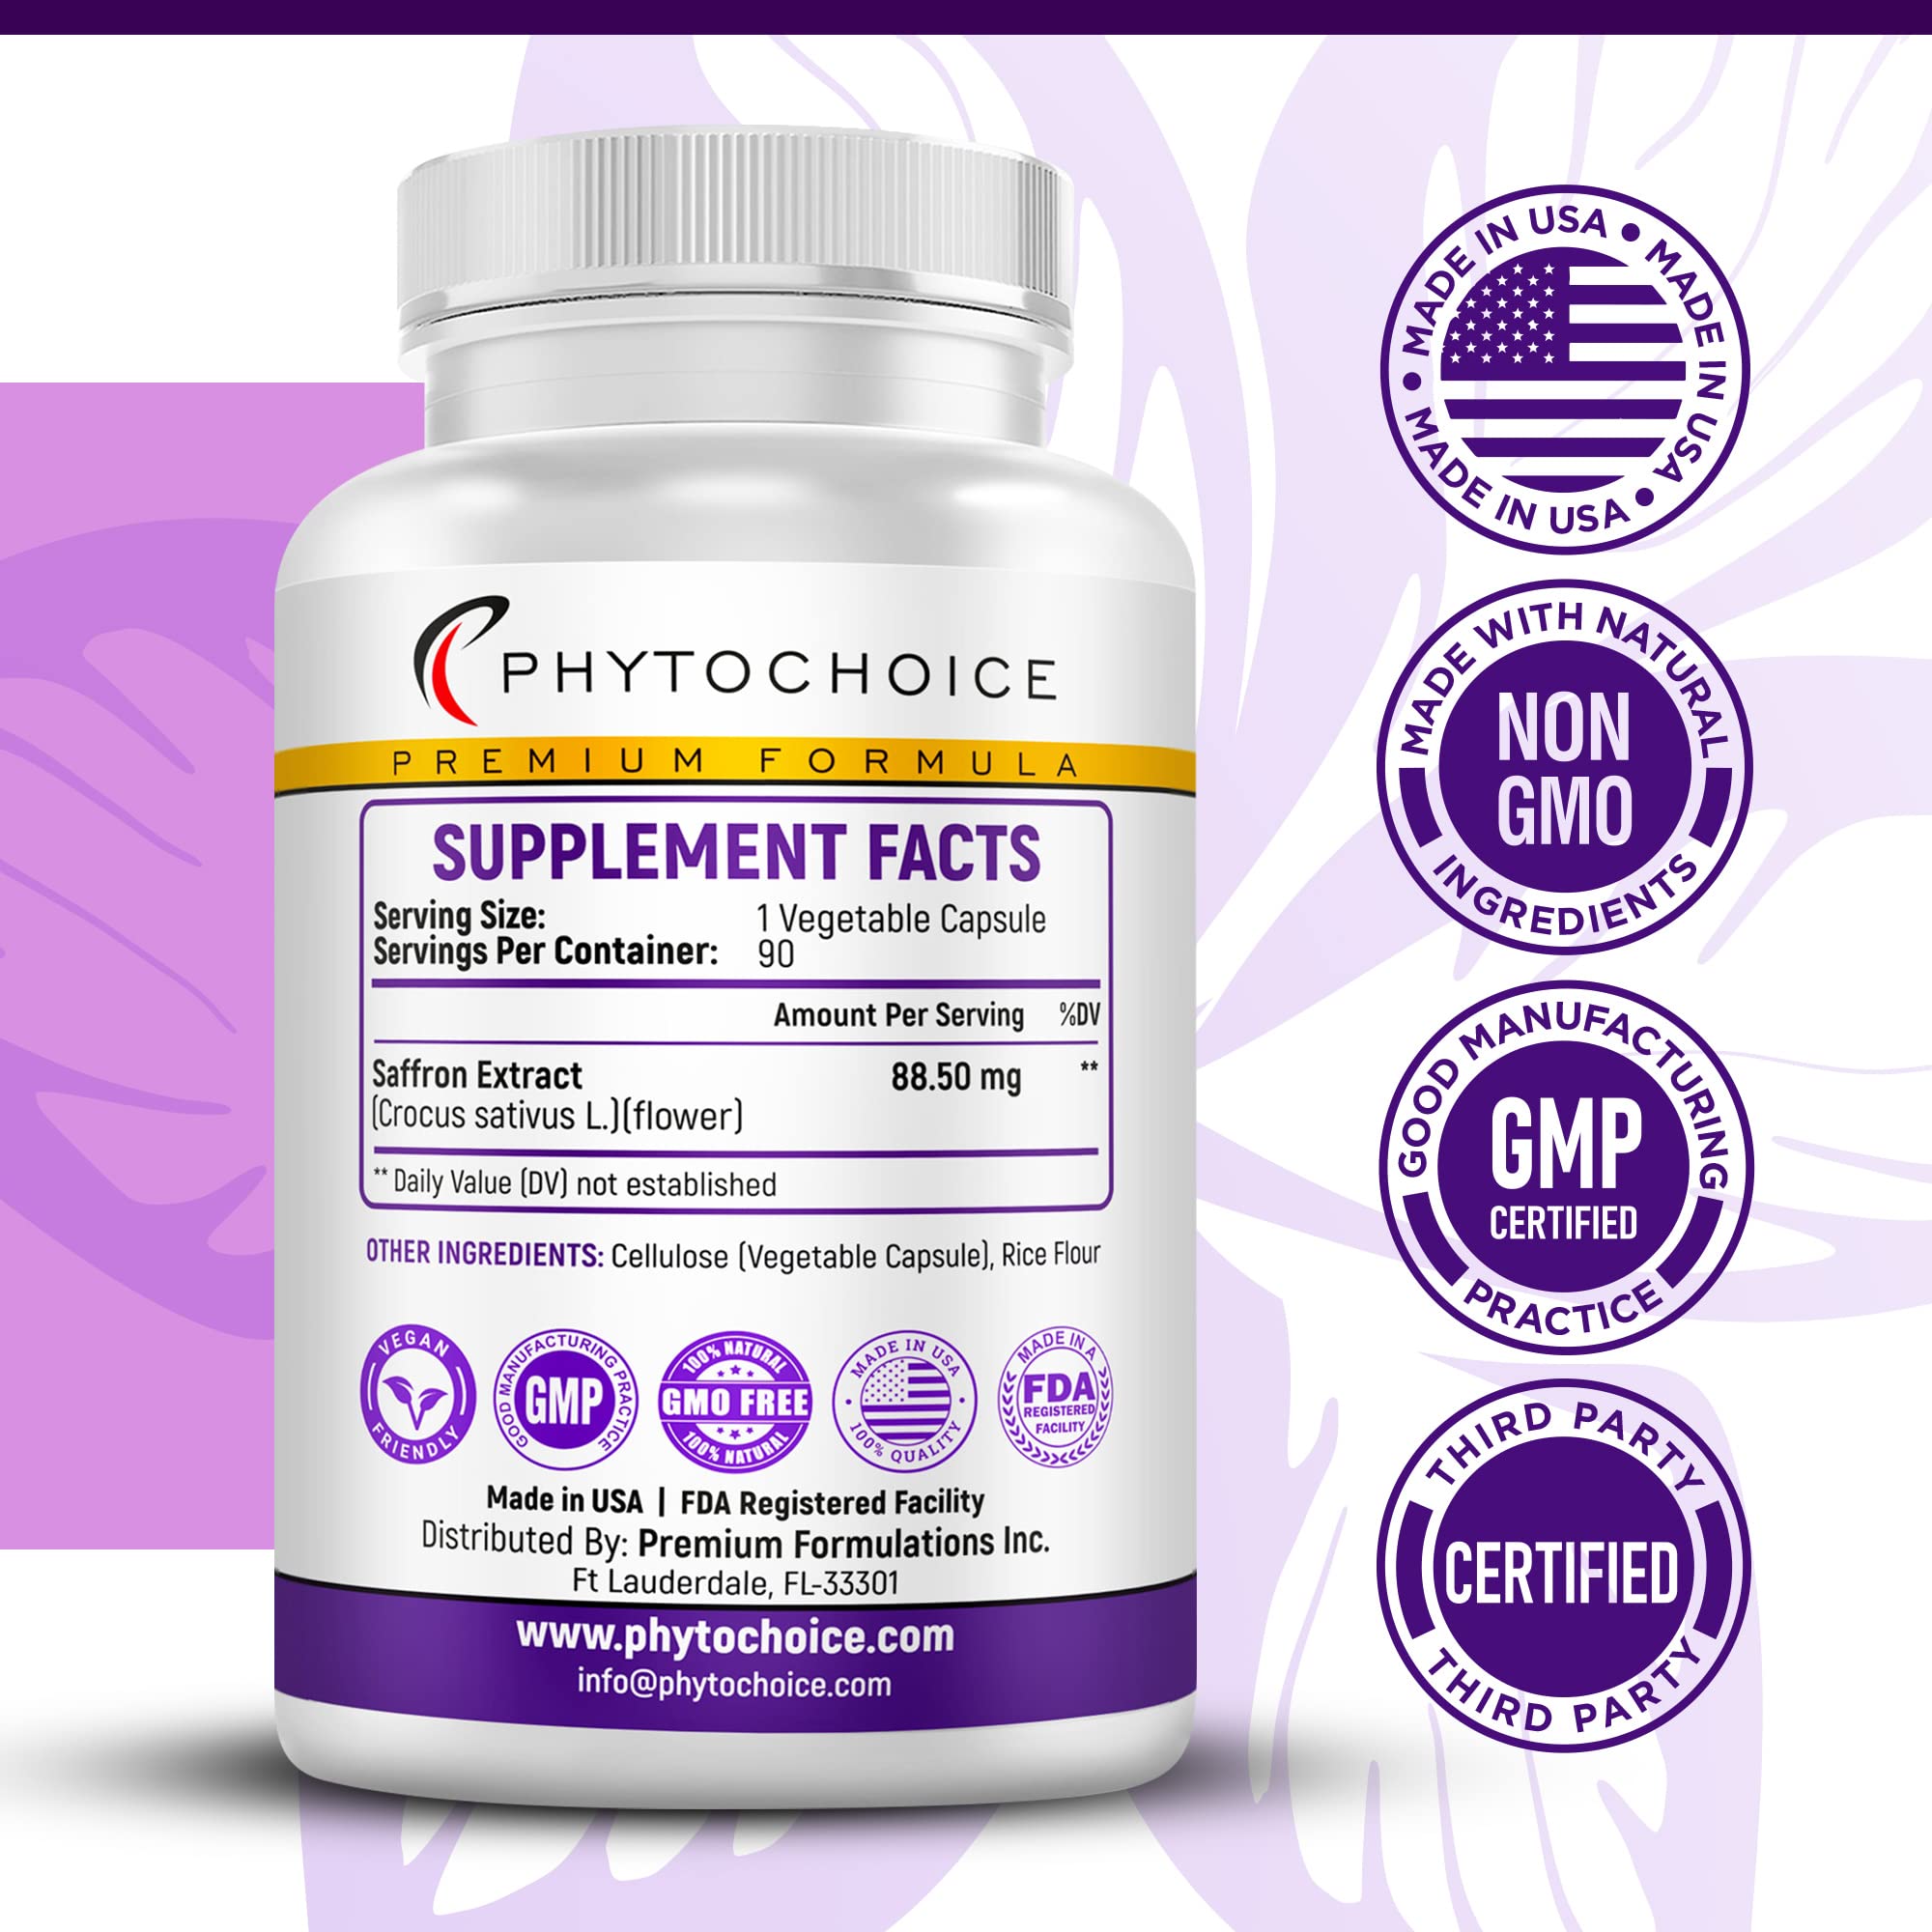 PHYTOCHOICE
PREMIUM FORMULA
SUPPLEMENT FACTS
Serving Size: 1 Vegetable Capsule
Servings Per Container: 90
Amount Per Serving %DV
Saffron Extract 88.50 mg **
(Crocus sativus L.)(flower)
** Daily Value (DV) not established
OTHER INGREDIENTS: Cellulose (Vegetable Capsule), Rice Flour
VEGAN
FRIENDLY
GOOD MANUFACTURING PRACTICE
GMP
100% NATURAL
GMO FREE
100% NATURAL
MADE IN USA
100% QUALITY
MADE IN A
FDA
REGISTERED
FACILITY
Made in USA | FDA Registered Facility
Distributed By: Premium Formulations Inc.
Ft Lauderdale, FL-33301
www.phytochoice.com
info@phytochoice.com
MADE IN USA • MADE IN USA • MADE IN USA •
MADE WITH NATURAL
NON
GMO
INGREDIENTS
GOOD MANUFACTURING
GMP
CERTIFIED
PRACTICE
THIRD PARTY
CERTIFIED
THIRD PARTY